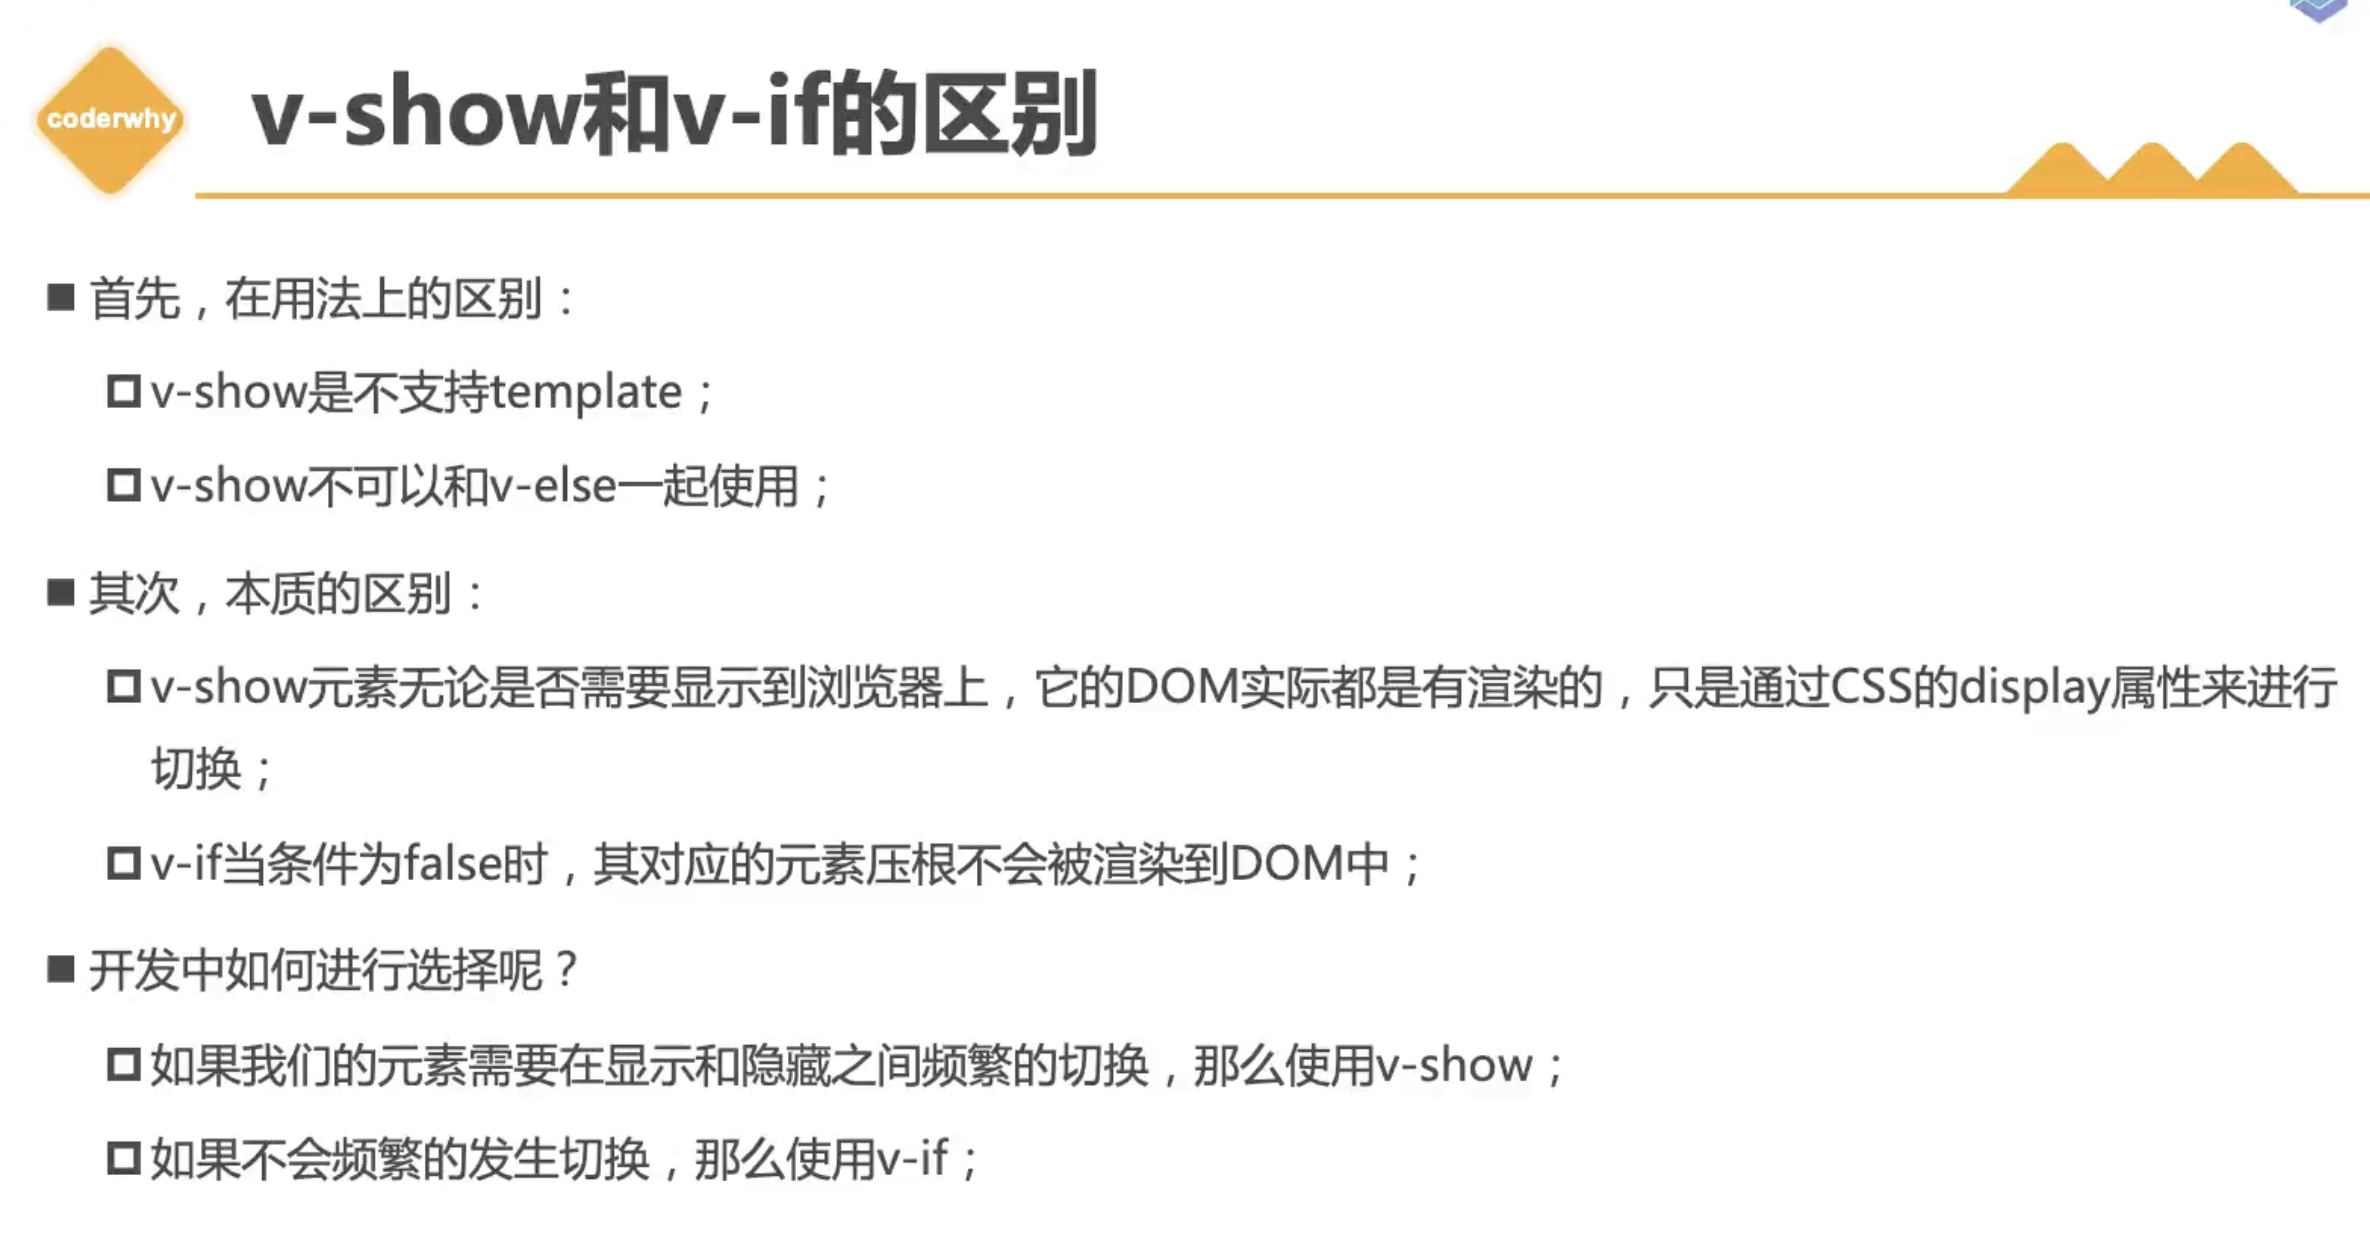 coderwhy
v-show和v-if的区别
首先，在用法上的区别：
v-show是不支持template；
v-show不可以和v-else一起使用；
其次，本质的区别：
v-show元素无论是否需要显示到浏览器上，它的DOM实际都是有渲染的，只是通过CSS的display属性来进行
切换；
v-if当条件为false时，其对应的元素压根不会被渲染到DOM中；
开发中如何进行选择呢？
如果我们的元素需要在显示和隐藏之间频繁的切换，那么使用v-show；
如果不会频繁的发生切换，那么使用v-if；